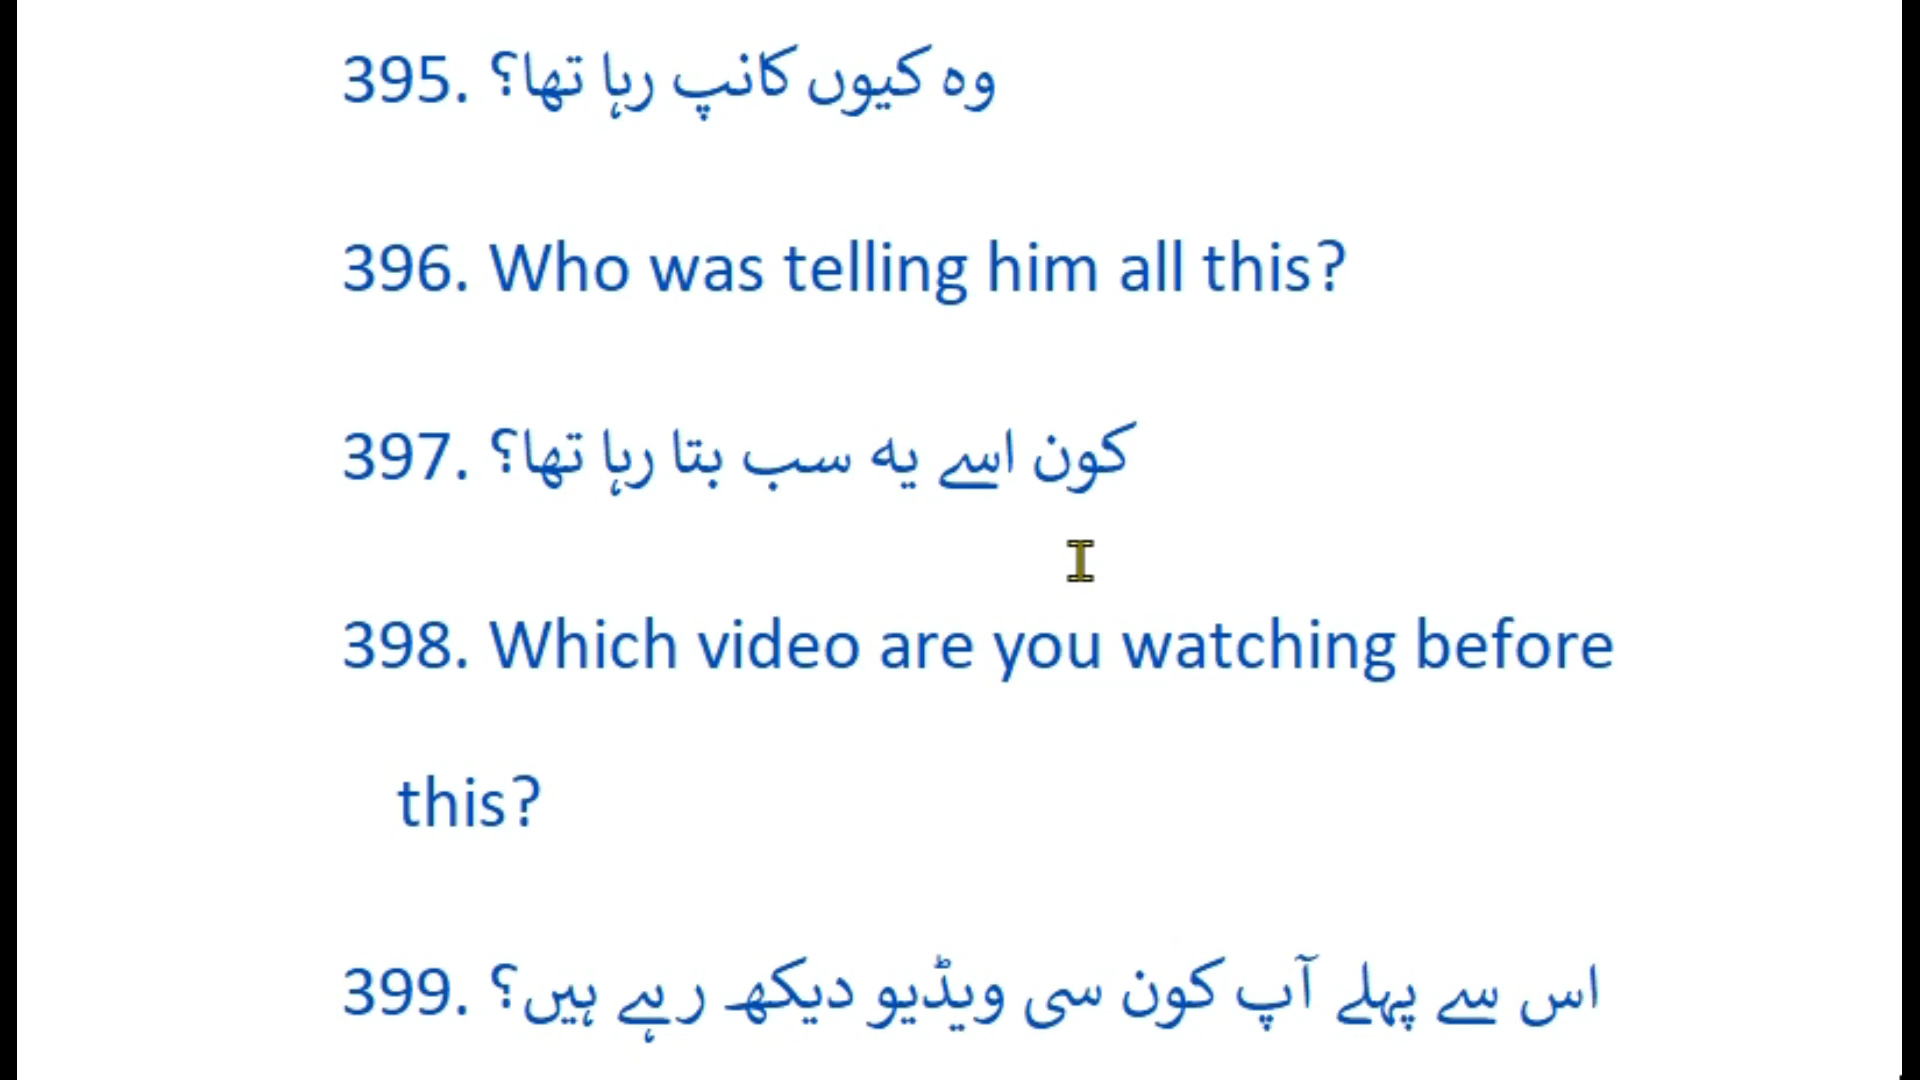 395. وہ کیوں کانپ رہا تھا؟
396. Who was telling him all this?
397. کون اسے یہ سب بتا رہا تھا؟
398. Which video are you watching before
this?
399. اس سے پہلے آپ کون سی ویڈیو دیکھ رہے ہیں؟